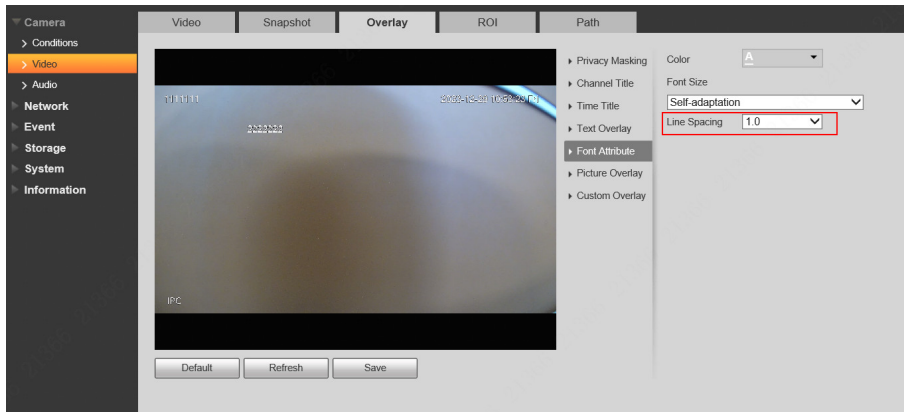 Camera
Conditions
Video
Audio
Network
Event
Storage
System
Information
Video Snapshot Overlay ROI Path
1111111
2222222
IPC
Privacy Masking
Channel Title
Time Title
Text Overlay
Font Attribute
Picture Overlay
Custom Overlay
Color A
Font Size
Self-adaptation
Line Spacing 1.0
Default Refresh Save